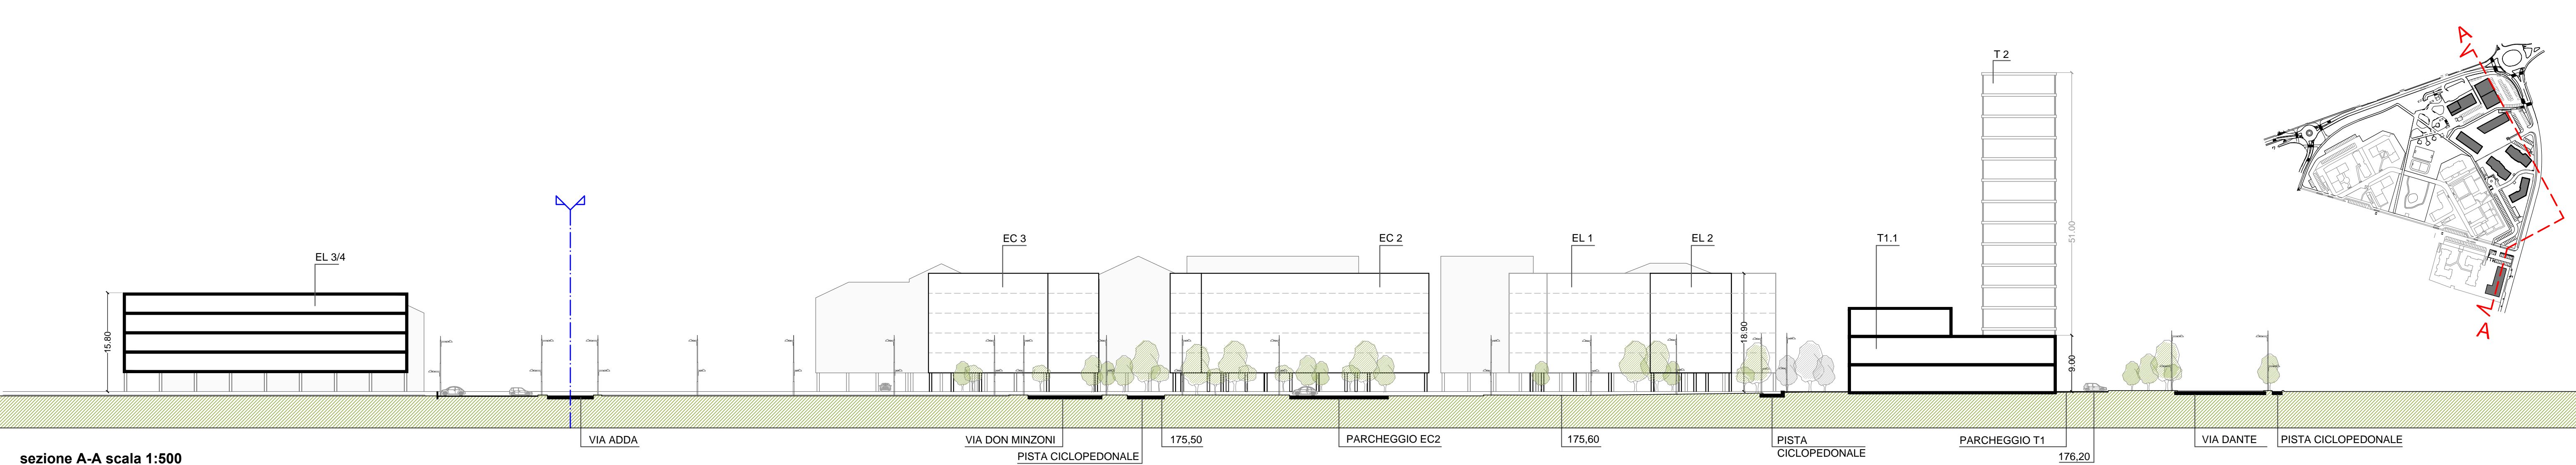 T 2
A
51.00
EC 3
EC 2
EL 1
EL 2
T1.1
EL 3/4
15.80
18.90
9.00
A
VIA ADDA
VIA DON MINZONI
175,50
PARCHEGGIO EC2
175,60
PISTA
CICLOPEDONALE
PARCHEGGIO T1
VIA DANTE
PISTA CICLOPEDONALE
PISTA CICLOPEDONALE
176,20
sezione A-A scala 1:500